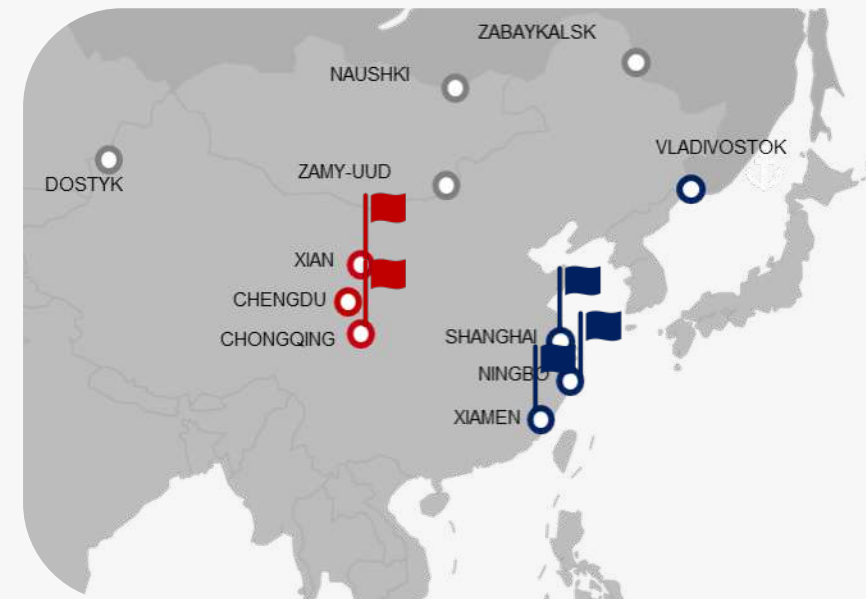 ZABAYKALSK
NAUSHKI
VLADIVOSTOK
ZAMY-UUD
DOSTYK
XIAN
CHENGDU
CHONGQING
SHANGHAI
NINGBO
XIAMEN